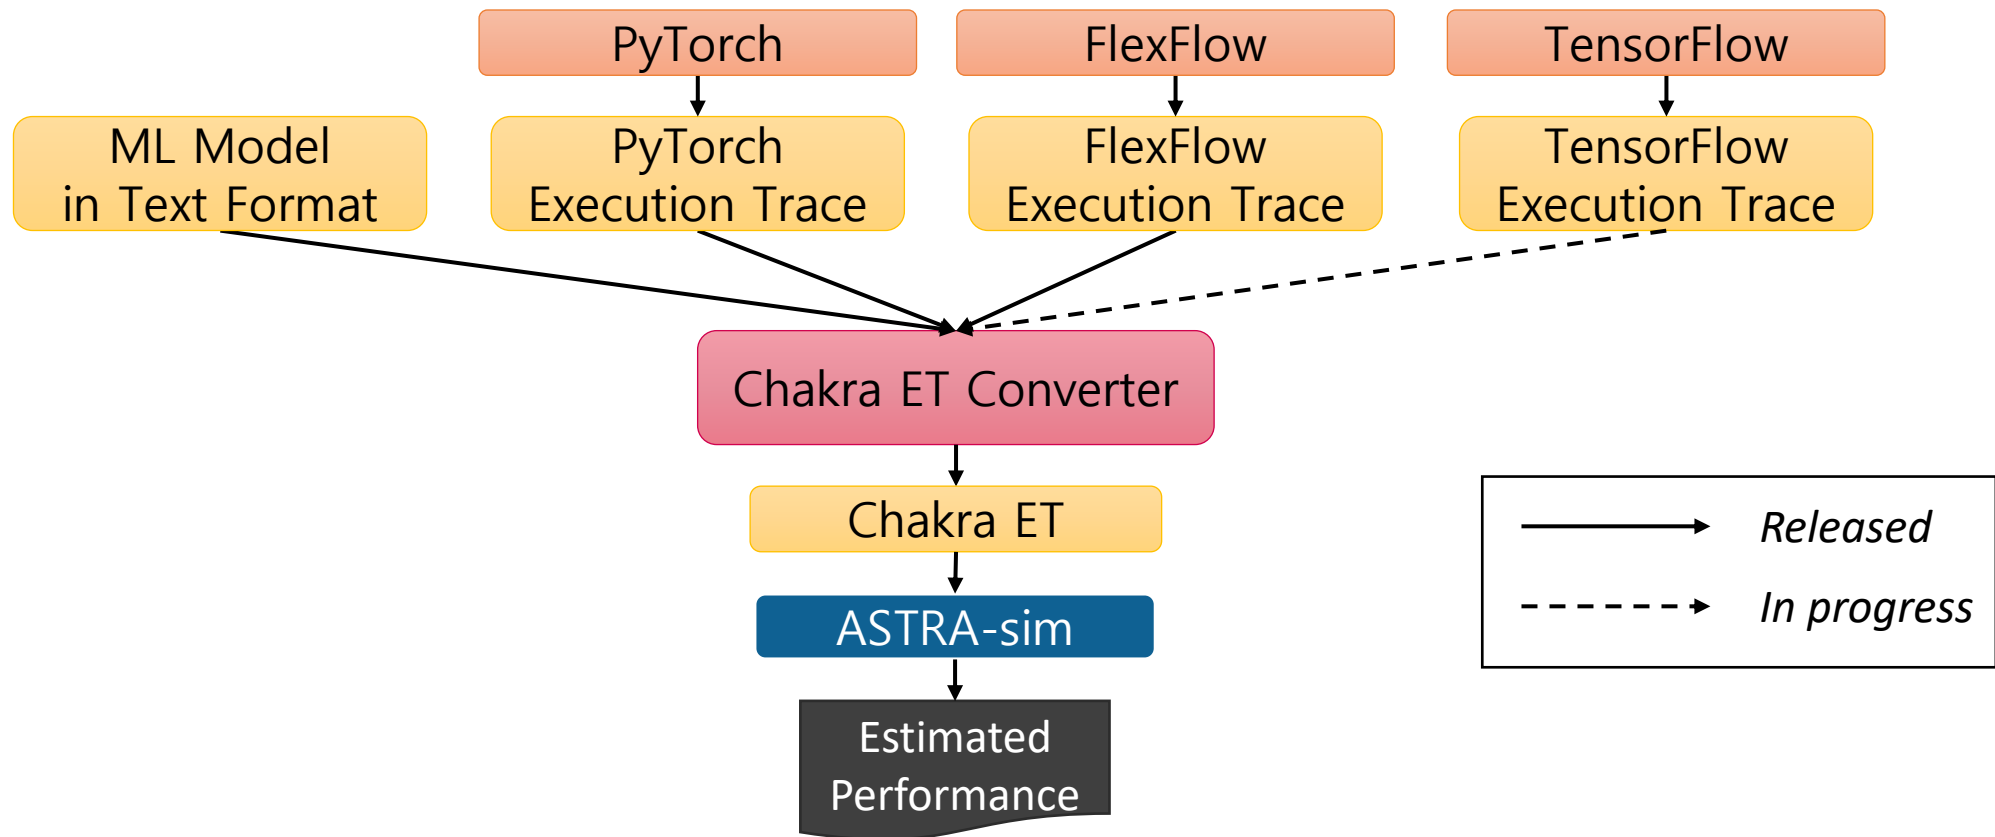 PyTorch
FlexFlow
TensorFlow
ML Model
in Text Format
PyTorch
Execution Trace
FlexFlow
Execution Trace
TensorFlow
Execution Trace
Chakra ET Converter
Chakra ET
ASTRA-sim
Estimated
Performance
Released
In progress